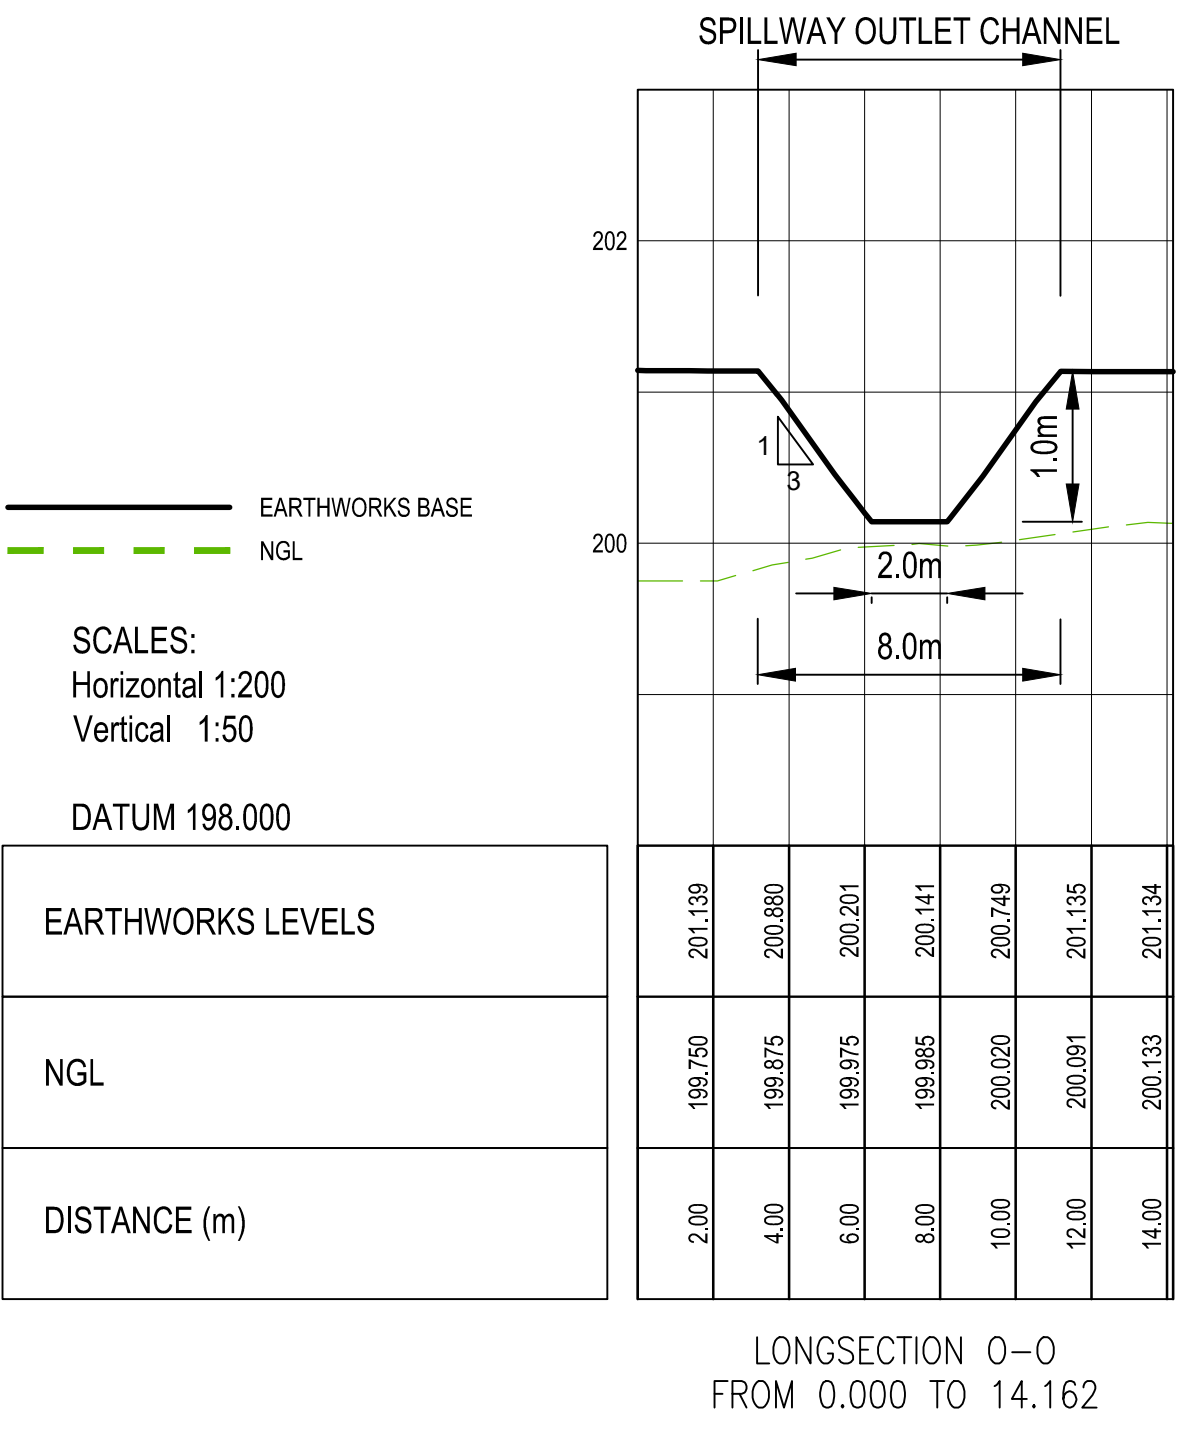 SPILLWAY OUTLET CHANNEL
202
1
3
1.0m
EARTHWORKS BASE
NGL
200
2.0m
8.0m
SCALES:
Horizontal 1:200
Vertical 1:50
DATUM 198.000
EARTHWORKS LEVELS 201.139 200.880 200.201 200.141 200.749 201.135 201.134
NGL 199.750 199.875 199.975 199.985 200.020 200.091 200.133
DISTANCE (m) 2.00 4.00 6.00 8.00 10.00 12.00 14.00
LONGSECTION O-O
FROM 0.000 TO 14.162